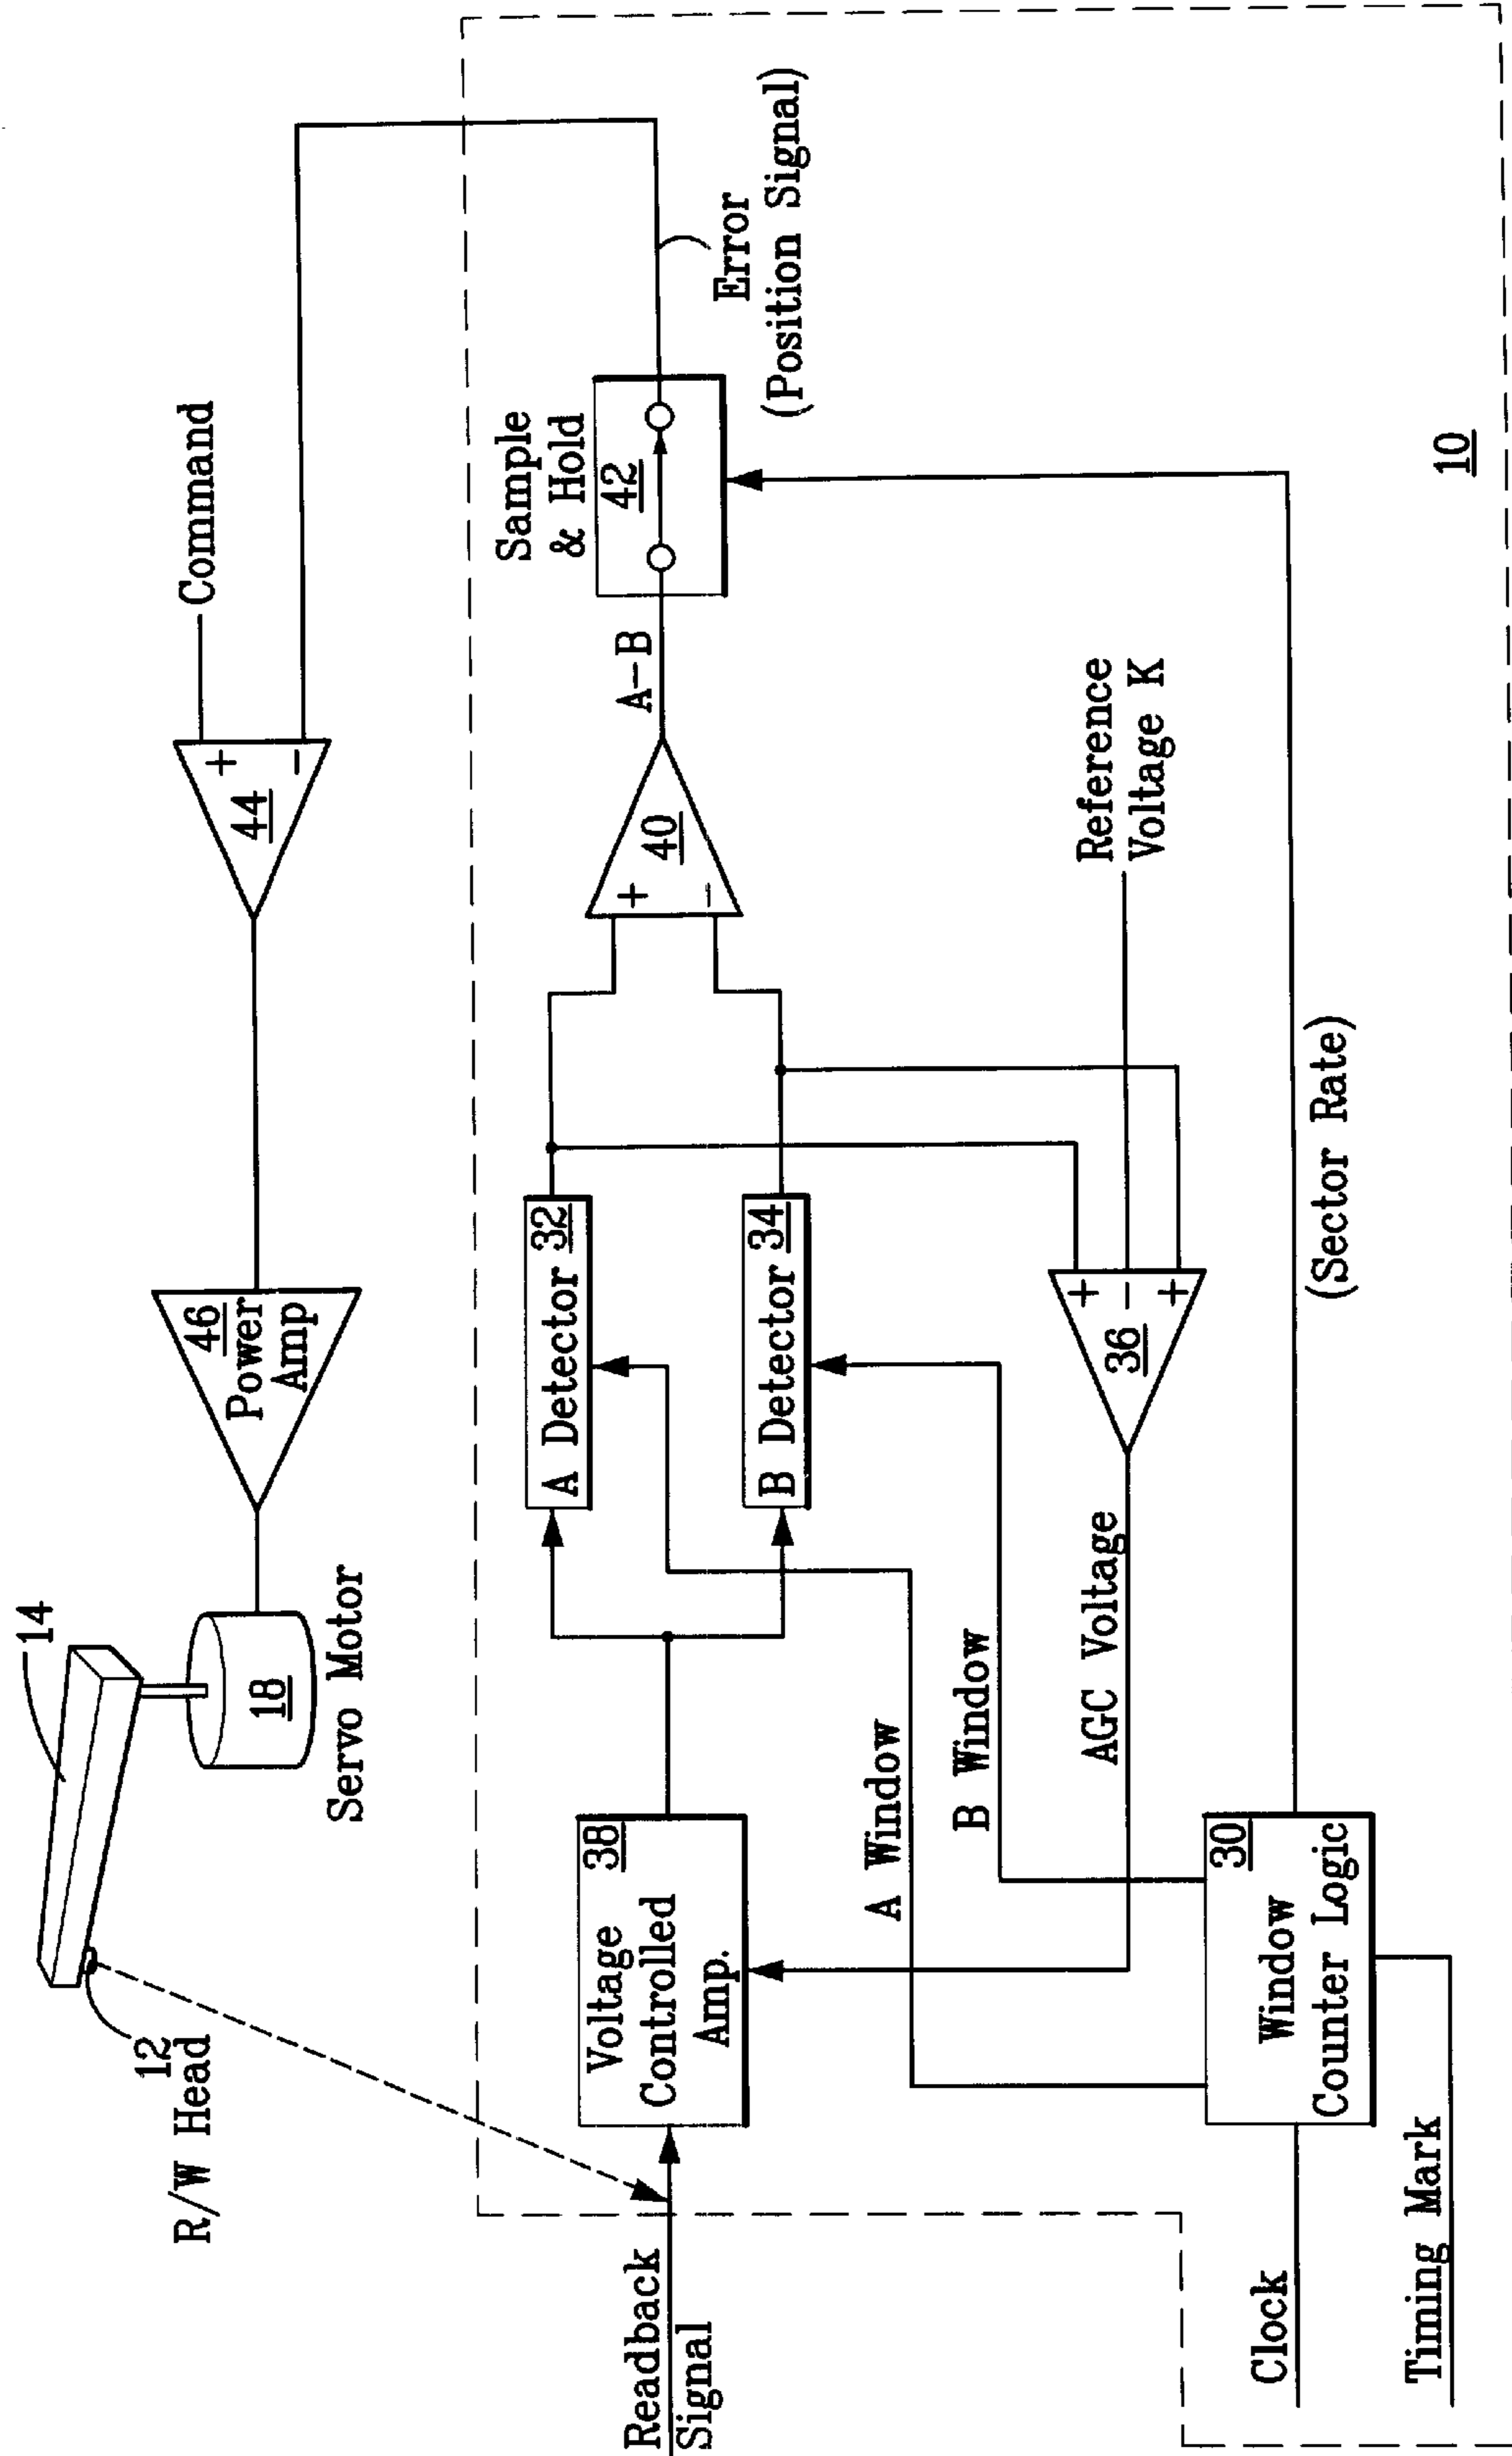 14
12
R/W Head
18
Servo Motor
46
Power
Amp
44
+
−
Command
Readback
Signal
38
Voltage
Controlled
Amp.
A Detector 32
B Detector 34
+
−
40
A−B
Sample
& Hold
42
Error
(Position Signal)
A Window
B Window
AGC Voltage
36
+
−
+
Reference
Voltage K
30
Window
Counter Logic
(Sector Rate)
Clock
Timing Mark
10